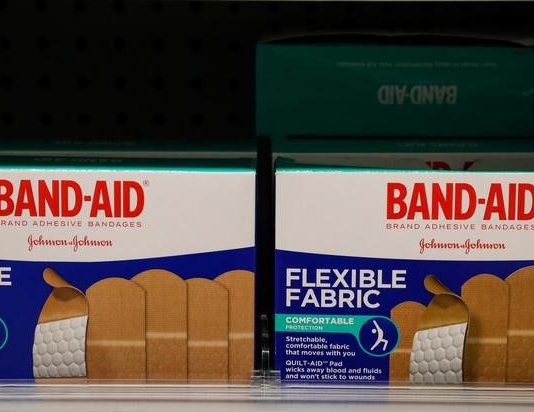 BAND-AID
BAND-AID®
RAND ADHESIVE BANDAGES
Johnson & Johnson
E
BAND-AID
BRAND ADHESIVE BANDAGES
Johnson & Johnson
FLEXIBLE
FABRIC
COMFORTABLE
PROTECTION
Stretchable,
comfortable fabric
that moves with you
QUILT-AID™ Pad
wicks away blood and fluids
and won't stick to wounds